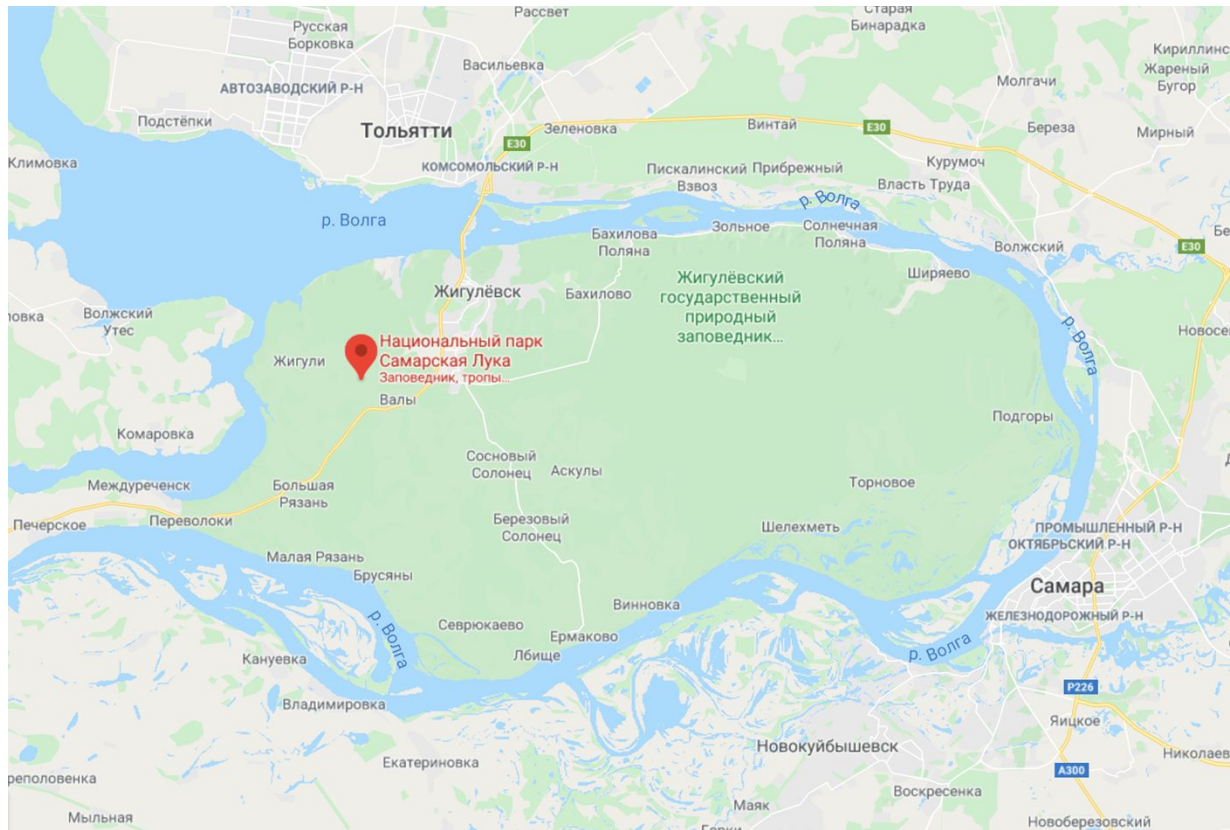 Рассвет
Старая
Бинарадка
Русская
Борковка
Кириллинс
Жареный
Бугор
Васильевка
Молгачи
АВТОЗАВОДСКИЙ Р-Н
Подстёпки
Тольятти
Зеленовка
Винтай
E30
E30
Береза
Мирный
Климовка
КОМСОМОЛЬСКИЙ Р-Н
Пискалинский
Взвоз
Прибрежный
Курумоч
Власть Труда
р. Волга
р. Волга
Бахилова
Поляна
Зольное
Солнечная
Поляна
Волжский
E30
Бе
Ширяево
Жигулёвск
Бахилово
Жигулёвский
государственный
природный
заповедник...
Волжский
Утес
ловка
р. Волга
Новосе
Национальный парк
Самарская Лука
Заповедник, тропы...
Жигули
Валы
Подгоры
Комаровка
Сосновый
Солонец
Аскулы
Междуреченск
Большая
Рязань
Торновое
Печерское
Переволоки
Березовый
Солонец
Шелехметь
ПРОМЫШЛЕННЫЙ Р-Н
ОКТЯБРЬСКИЙ Р-Н
Малая Рязань
Брусяны
Самара
Винновка
р. Волга
Севрюкаево
Ермаково
ЖЕЛЕЗНОДОРОЖНЫЙ Р-Н
Лбище
р. Волга
Кануевка
Владимировка
P226
Яицкое
Новокуйбышевск
Николаев
Екатериновка
A300
реполовенка
Воскресенка
Маяк
Мыльная
Новоберезовский
Горки